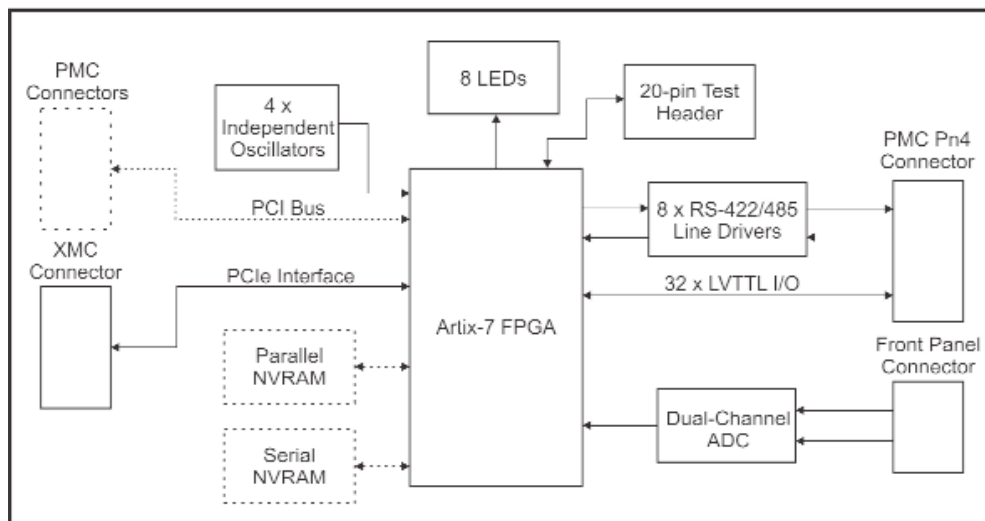 PMC
Connectors
4 x
Independent
Oscillators
8 LEDs
20-pin Test
Header
PMC Pn4
Connector
PCI Bus
8 x RS-422/485
Line Drivers
XMC
Connector
PCIe Interface
32 x LVTTL I/O
Artix-7 FPGA
Parallel
NVRAM
Front Panel
Connector
Dual-Channel
ADC
Serial
NVRAM